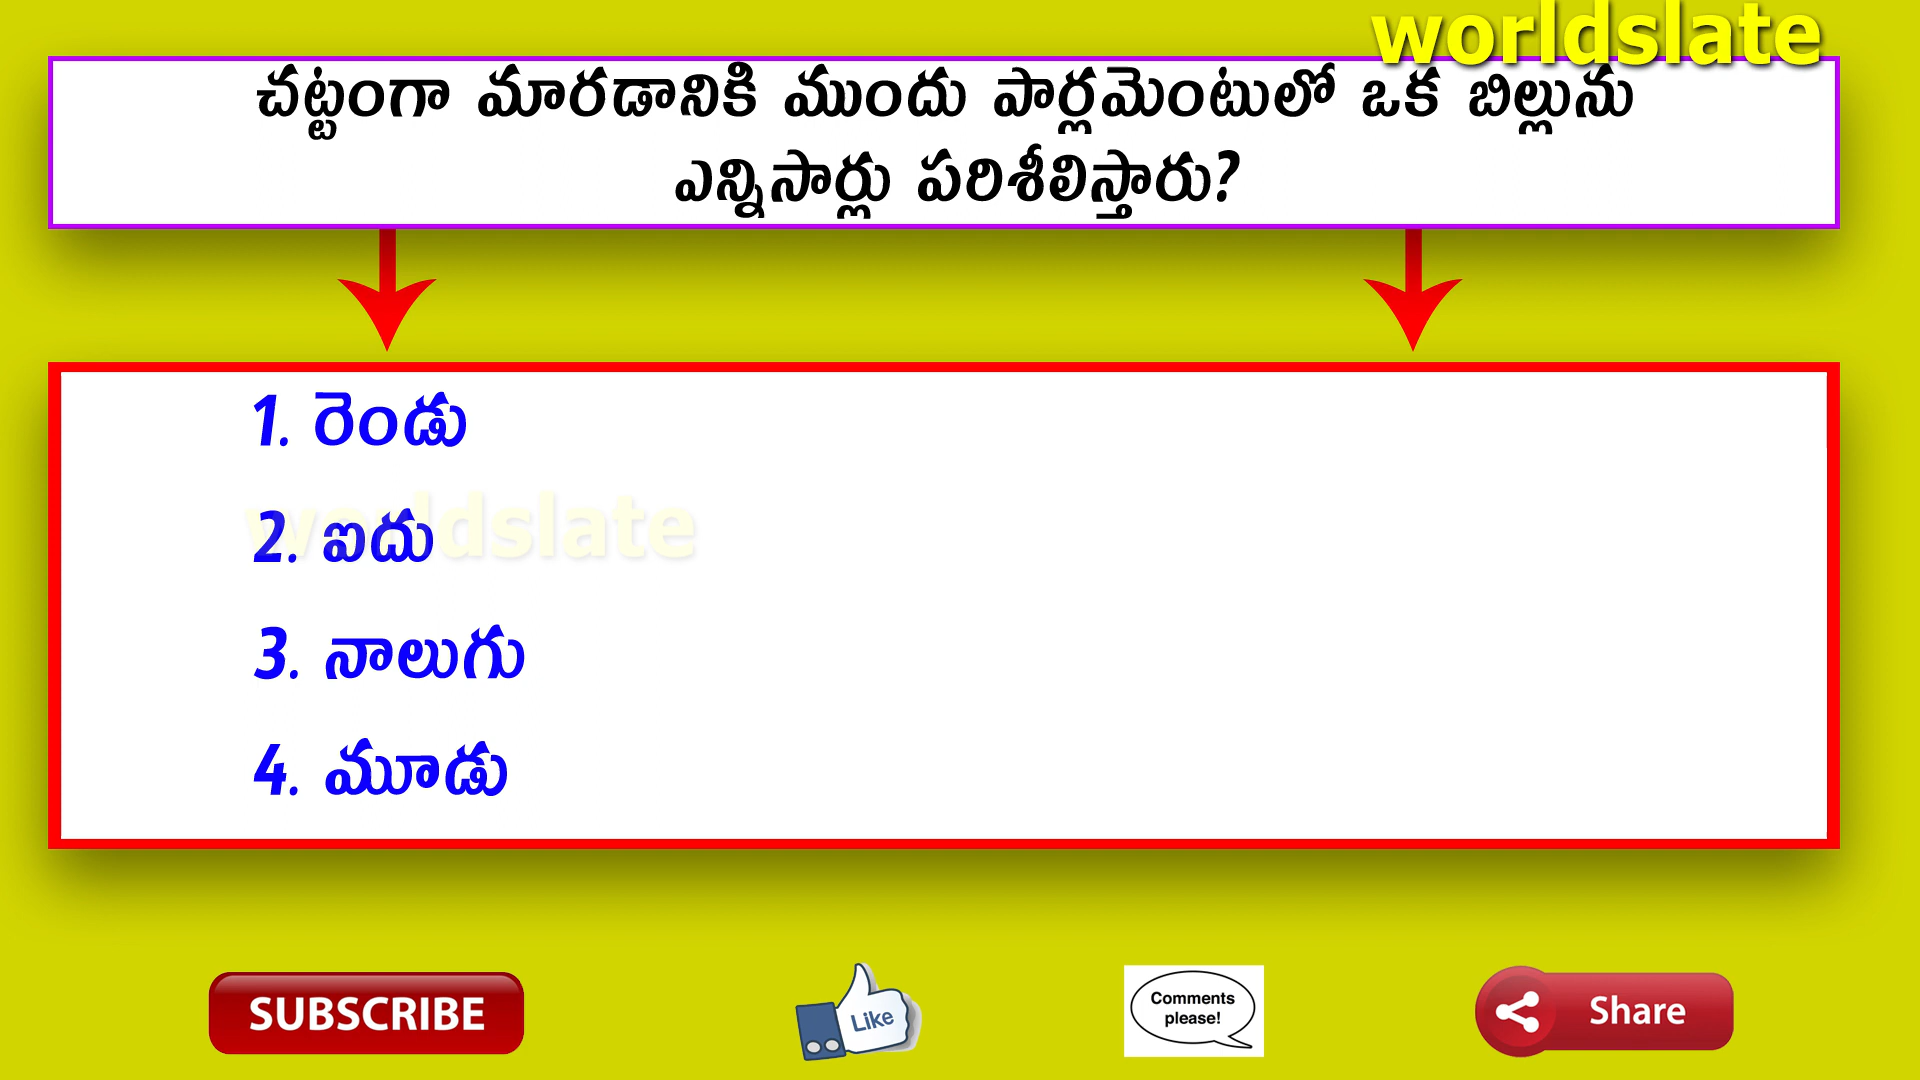 worldslate
చట్టంగా మారడానికి ముందు పార్లమెంటులో ఒక బిల్లును
ఎన్నిసార్లు పరిశీలిస్తారు?
1. రెండు
worldslate
2. ఐదు
3. నాలుగు
4. మూడు
SUBSCRIBE
Like
Comments
please!
Share